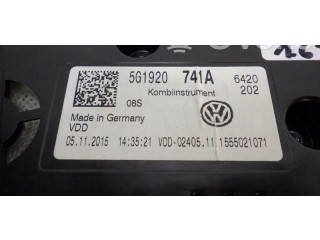 5G1920 741A 6420
Kombiinstrument 202
08S
Made in Germany
VDD
05.11.2015 14:35:21 VDD-02405.11.1555021071